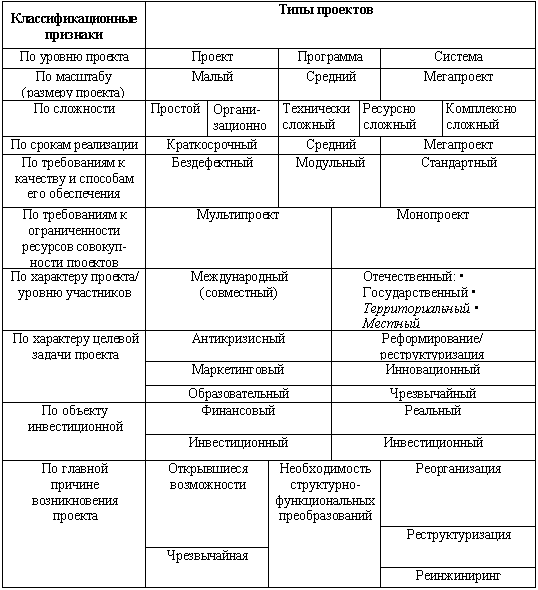 Классификационные признаки Типы проектов
По уровню проекта Проект Программа Система
По масштабу (размеру проекта) Малый Средний Мегапроект
По сложности Простой Органи-зационно Технически сложный Ресурсно сложный Комплексно сложный
По срокам реализации Краткосрочный Средний Мегапроект
По требованиям к качеству и способам его обеспечения Бездефектный Модульный Стандартный
По требованиям к ограниченности ресурсов совокуп-ности проектов Мультипроект Монопроект
По характеру проекта/ уровню участников Международный (совместный) Отечественный: •
Государственный •
Территориальный •
Местный
По характеру целевой задачи проекта Антикризисный Реформирование/ реструктуризация
Маркетинговый Инновационный
Образовательный Чрезвычайный
По объекту инвестиционной Финансовый Реальный
Инвестиционный Инвестиционный
По главной причине возникновения проекта Открывшиеся возможности Необходимость структурно-функциональных преобразований Реорганизация
Реструктуризация
Чрезвычайная
Реинжиниринг